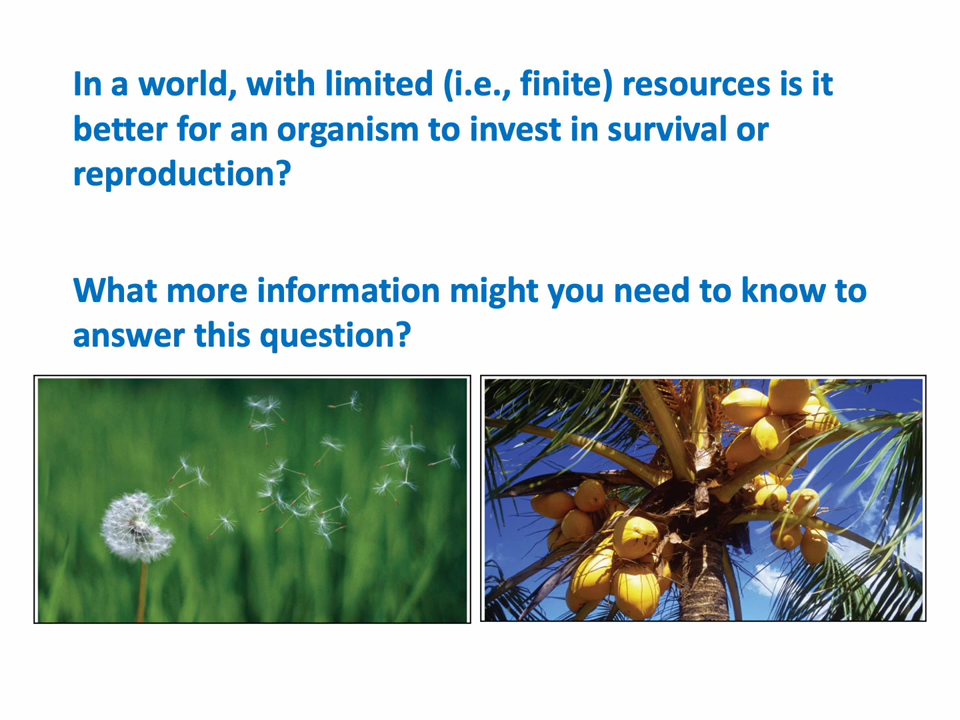 In a world, with limited (i.e., finite) resources is it
better for an organism to invest in survival or
reproduction?
What more information might you need to know to
answer this question?